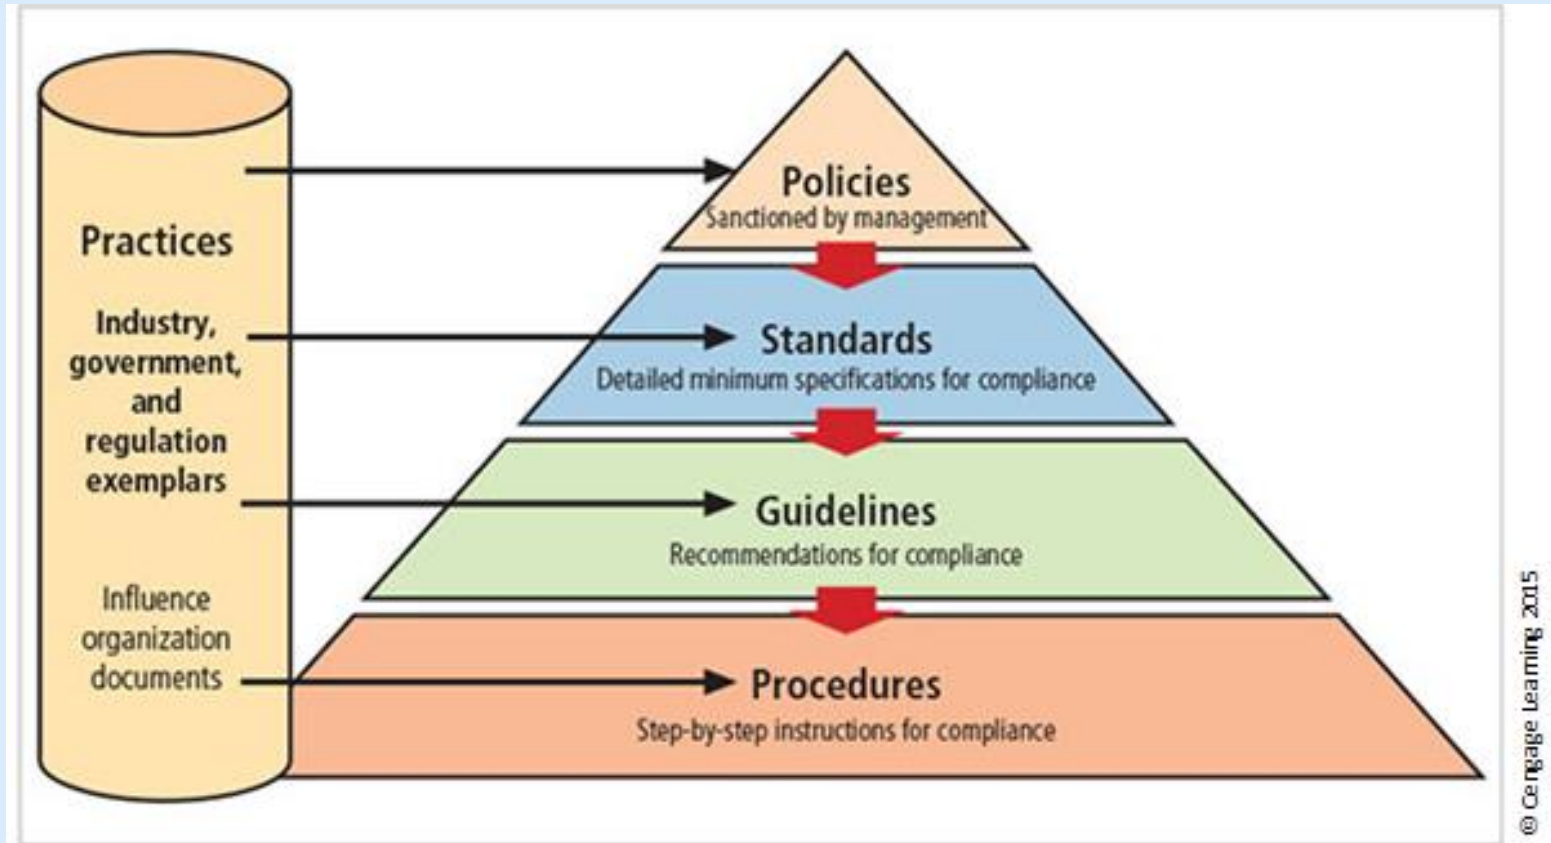 Practices
Industry,
government,
and
regulation
exemplars
Influence
organization
documents
Policies
Sanctioned by management
Standards
Detailed minimum specifications for compliance
Guidelines
Recommendations for compliance
Procedures
Step-by-step instructions for compliance
© Cengage Learning 2015